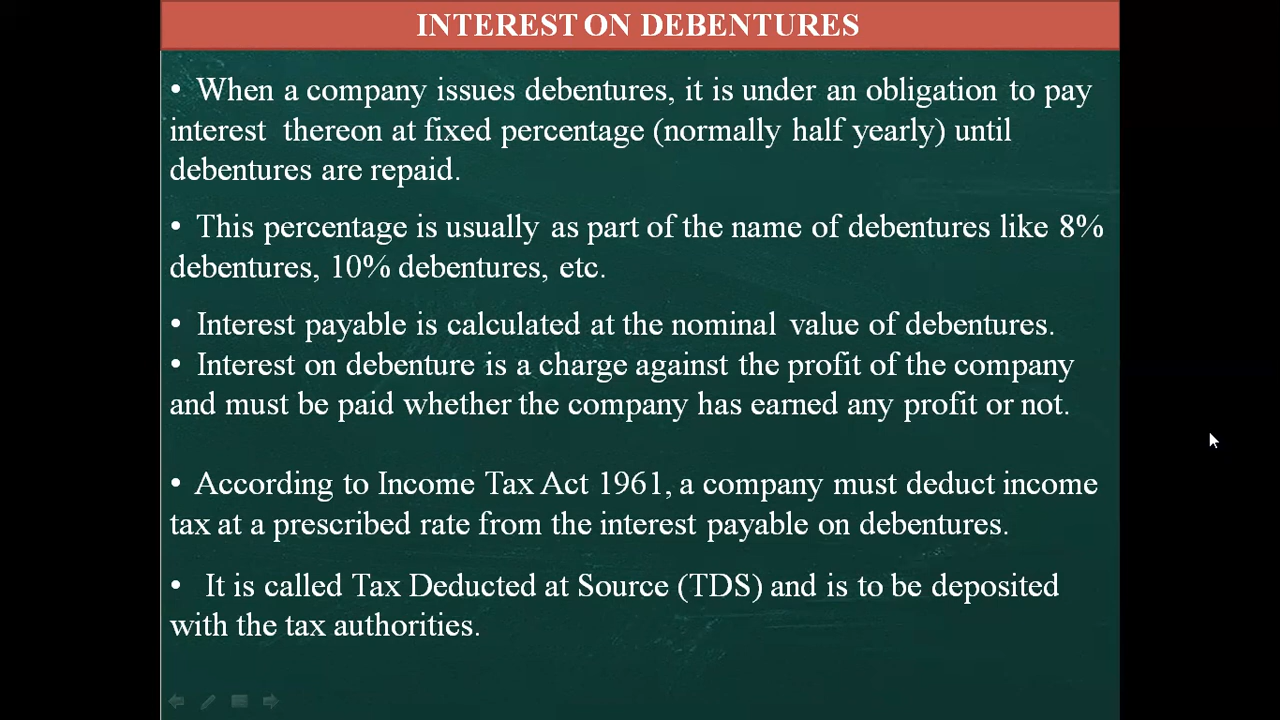 INTEREST ON DEBENTURES
• When a company issues debentures, it is under an obligation to pay
interest thereon at fixed percentage (normally half yearly) until
debentures are repaid.
• This percentage is usually as part of the name of debentures like 8%
debentures, 10% debentures, etc.
• Interest payable is calculated at the nominal value of debentures.
• Interest on debenture is a charge against the profit of the company
and must be paid whether the company has earned any profit or not.
• According to Income Tax Act 1961, a company must deduct income
tax at a prescribed rate from the interest payable on debentures.
• It is called Tax Deducted at Source (TDS) and is to be deposited
with the tax authorities.